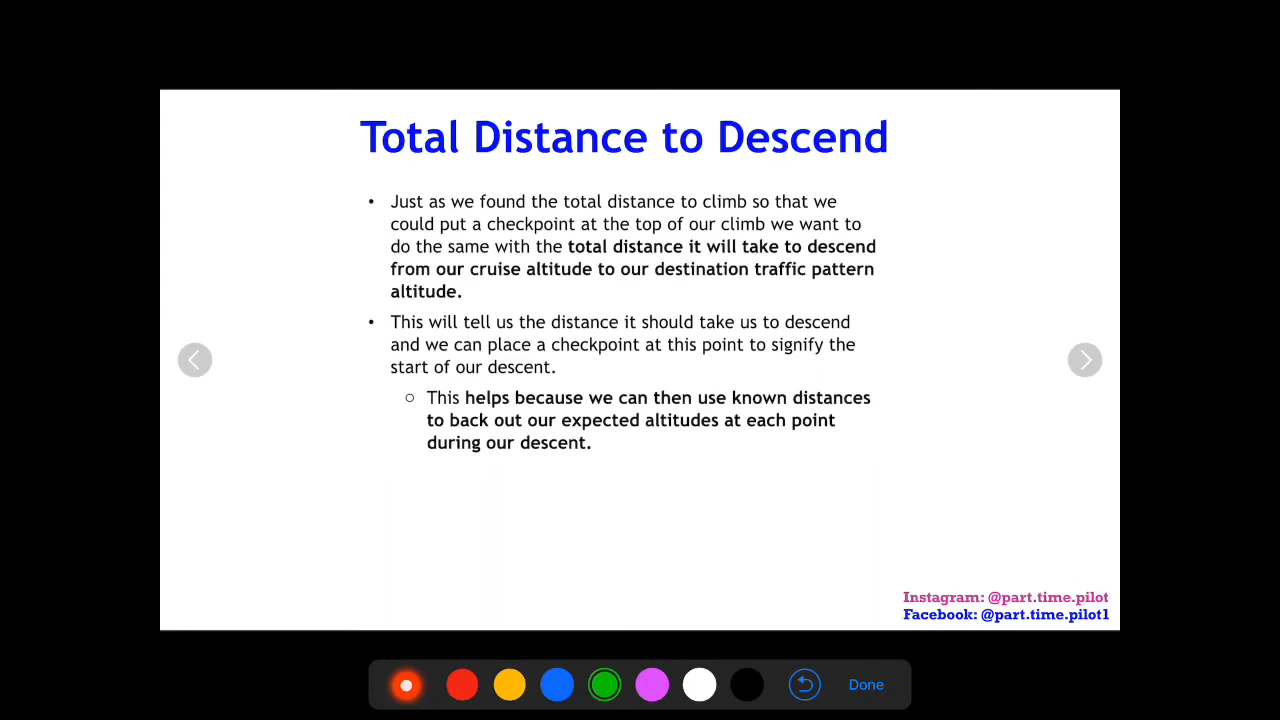 Total Distance to Descend
• Just as we found the total distance to climb so that we
could put a checkpoint at the top of our climb we want to
do the same with the total distance it will take to descend
from our cruise altitude to our destination traffic pattern
altitude.
• This will tell us the distance it should take us to descend
and we can place a checkpoint at this point to signify the
start of our descent.
○ This helps because we can then use known distances
to back out our expected altitudes at each point
during our descent.
Instagram: @part.time.pilot
Facebook: @part.time.pilot1
Done